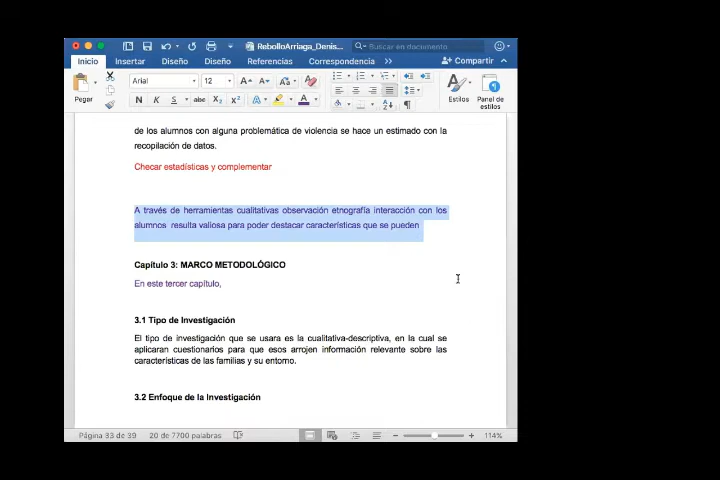 RebolloArriaga_Denis...
Buscar en documento
Inicio
Insertar
Diseño
Diseño
Referencias
Correspondencia
Compartir
Pegar
Arial
12
A
A
Aa
N
K
S
abc
X₂
X²
A
A
Estilos
Panel de
estilos
de los alumnos con alguna problemática de violencia se hace un estimado con la
recopilación de datos.
Checar estadísticas y complementar
A través de herramientas cualitativas observación etnografía interacción con los
alumnos resulta valiosa para poder destacar características que se pueden
Capítulo 3: MARCO METODOLÓGICO
En este tercer capítulo,
3.1 Tipo de Investigación
El tipo de investigación que se usara es la cualitativa-descriptiva, en la cual se
aplicaran cuestionarios para que esos arrojen información relevante sobre las
características de las familias y su entorno.
3.2 Enfoque de la Investigación
Página 33 de 39
20 de 7700 palabras
114%